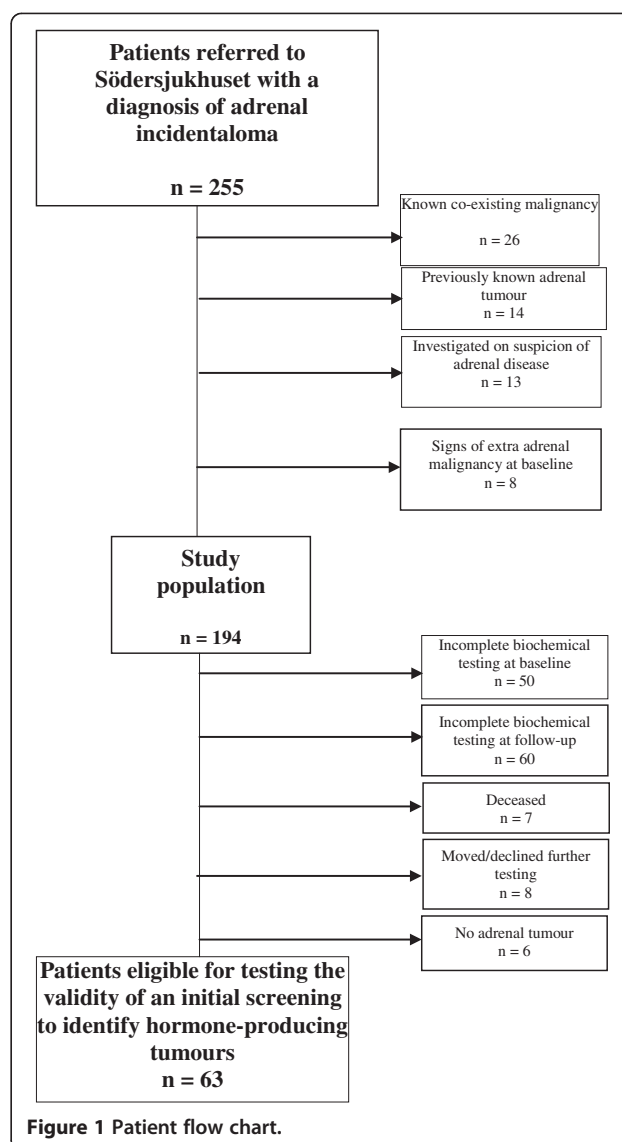 Patients referred to
Södersjukhuset with a
diagnosis of adrenal
incidentaloma
n = 255
Known co-existing malignancy
n = 26
Previously known adrenal
tumour
n = 14
Investigated on suspicion of
adrenal disease
n = 13
Signs of extra adrenal
malignancy at baseline
n = 8
Study
population
n = 194
Incomplete biochemical
testing at baseline
n = 50
Incomplete biochemical
testing at follow-up
n = 60
Deceased
n = 7
Moved/declined further
testing
n = 8
No adrenal tumour
n = 6
Patients eligible for testing the
validity of an initial screening
to identify hormone-producing
tumours
n = 63
Figure 1 Patient flow chart.